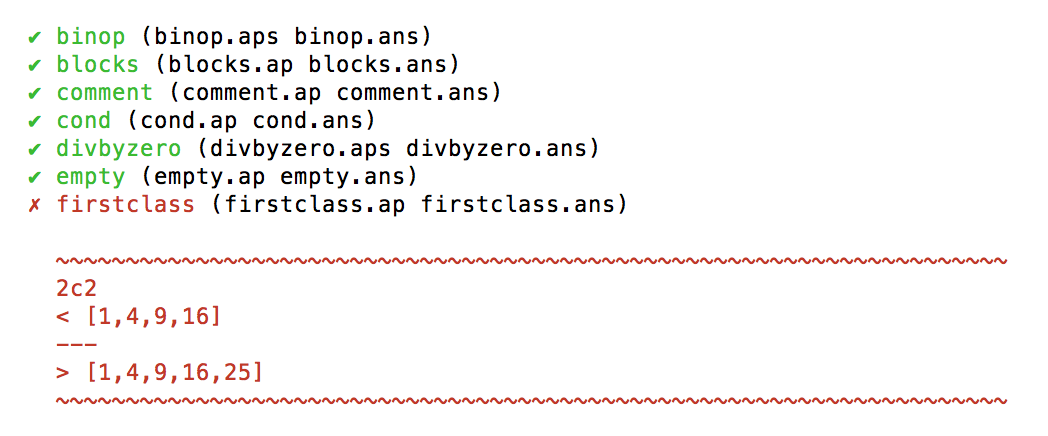 ✔ binop (binop.aps binop.ans)
✔ blocks (blocks.ap blocks.ans)
✔ comment (comment.ap comment.ans)
✔ cond (cond.ap cond.ans)
✔ divbyzero (divbyzero.aps divbyzero.ans)
✔ empty (empty.ap empty.ans)
✗ firstclass (firstclass.ap firstclass.ans)
~~~~~~~~~~~~~~~~~~~~~~~~~~~~~~~~~~~~~~~~~~~~~~~~~~~~~~~~~~~~~~~~~~~~
2c2
< [1,4,9,16]
---
> [1,4,9,16,25]
~~~~~~~~~~~~~~~~~~~~~~~~~~~~~~~~~~~~~~~~~~~~~~~~~~~~~~~~~~~~~~~~~~~~